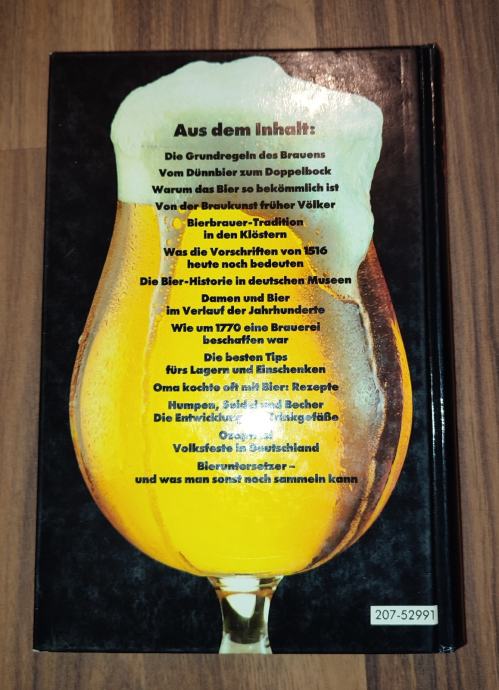 Aus dem Inhalt:
Die Grundregeln des Brauens
Vom Dünnbier zum Doppelbock
Warum das Bier so bekömmlich ist
Von der Braukunst früher Völker
Bierbrauer-Tradition
in den Klöstern
Was die Vorschriften von 1516
heute noch bedeuten
Die Bier-Historie in deutschen Museen
Damen und Bier
im Verlauf der Jahrhunderte
Wie um 1770 eine Brauerei
beschaffen war
Die besten Tips
fürs Lagern und Einschenken
Oma kochte oft mit Bier: Rezepte
Humpen, Seidel und Becher
Die Entwicklung Trinkgefäße
Volksfeste in Deutschland
Bieruntersetzer –
und was man sonst noch sammeln kann
207-52991